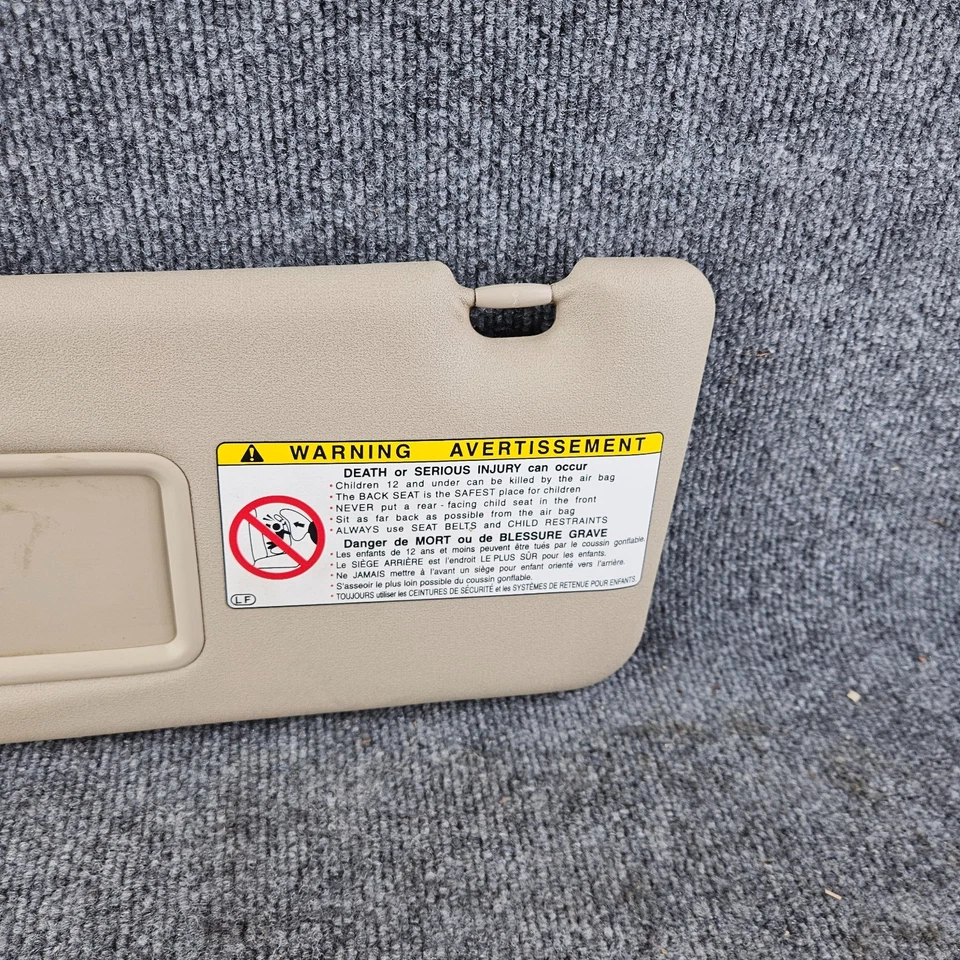 WARNING AVERTISSEMENT
DEATH or SERIOUS INJURY can occur
• Children 12 and under can be killed by the air bag
• The BACK SEAT is the SAFEST place for children
• NEVER put a rear-facing child seat in the front
• Sit as far back as possible from the air bag
• ALWAYS use SEAT BELTS and CHILD RESTRAINTS
Danger de MORT ou de BLESSURE GRAVE
• Les enfants de 12 ans et moins peuvent être tués par le coussin gonflable.
• Le SIÈGE ARRIÈRE est l'endroit LE PLUS SÛR pour les enfants.
• Ne JAMAIS mettre à l'avant un siège pour enfant orienté vers l'arrière.
• S'asseoir le plus loin possible du coussin gonflable.
• TOUJOURS utiliser les CEINTURES DE SÉCURITÉ et les SYSTÈMES DE RETENUE POUR ENFANTS.
LF